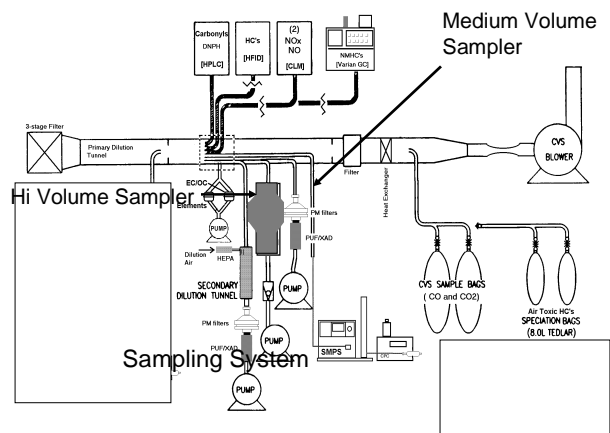 Medium Volume
Sampler
Carbonyls
DNPH
[HPLC]
HC's
[HFID]
(2)
NOx
NO
[CLM]
NMHC's
[Varian GC]
3-stage Filter
Primary Dilution
Tunnel
Filter
Heat Exchanger
CVS
BLOWER
EC/OC
Hi Volume Sampler
Elements
PUMP
PM filters
PUF/XAD
Dilution
Air
HEPA
SECONDARY
DILUTION TUNNEL
PUMP
CVS SAMPLE BAGS
( CO and CO2)
Air Toxic HC's
SPECIATION BAGS
(8.0L TEDLAR)
PM filters
PUMP
SMPS
CPC
PUF/XAD
Sampling System
PUMP